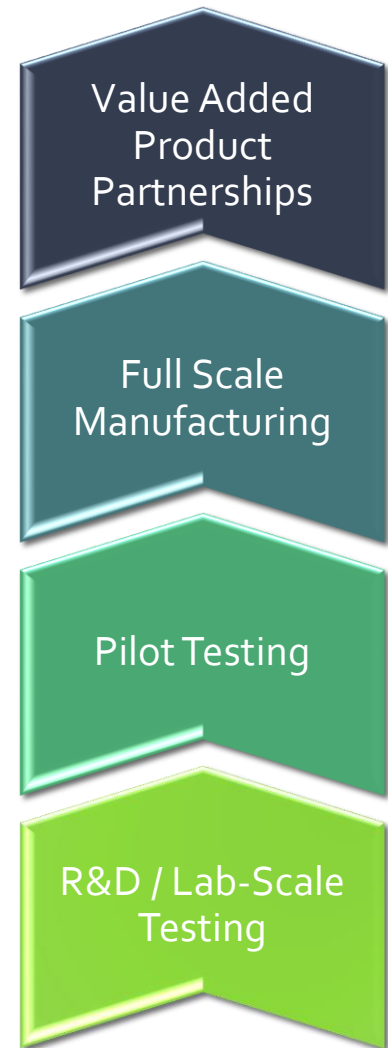 Value Added
Product
Partnerships
Full Scale
Manufacturing
Pilot Testing
R&D / Lab-Scale
Testing